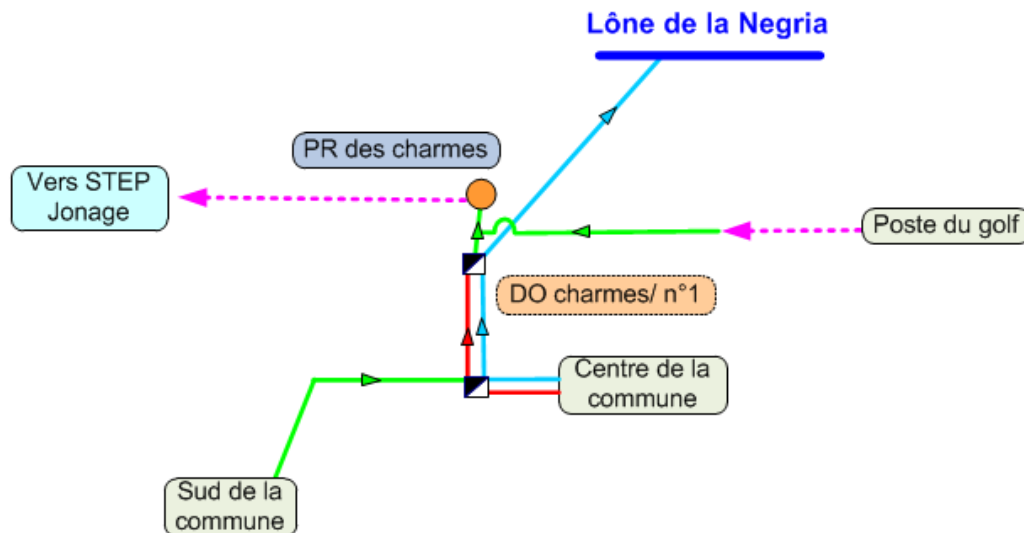 Lône de la Negria
PR des charmes
Vers STEP
Jonage
Poste du golf
DO charmes/ n°1
Centre de la
commune
Sud de la
commune